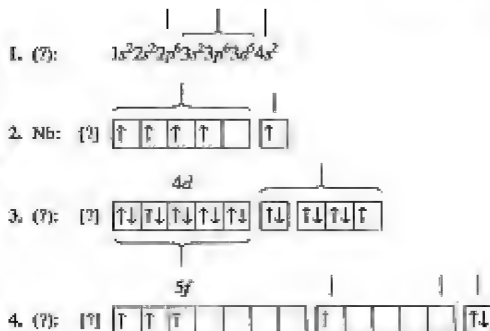 1. (?): 1s²2s²2p⁶3s²3p⁶3d⁶4s²
2. Nb: [?] ↑ ↑ ↑ ↑ ↑
4d
3. (?): [?] ↑↓ ↑↓ ↑↓ ↑↓ ↑↓ ↑↓ ↑↓ ↑↓ ↑
5f
4. (?): [?] ↑ ↑ ↑ ↑ ↑↓